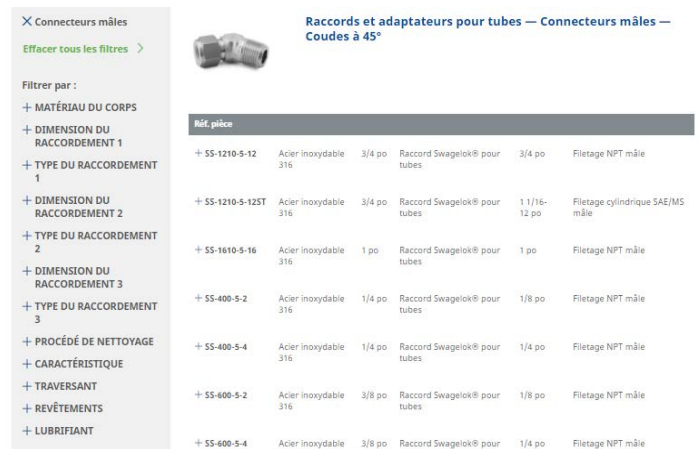 Connecteurs mâles
Effacer tous les filtres
Filtrer par :
MATÉRIAU DU CORPS
DIMENSION DU
RACCORDEMENT 1
TYPE DU RACCORDEMENT
1
DIMENSION DU
RACCORDEMENT 2
TYPE DU RACCORDEMENT
2
DIMENSION DU
RACCORDEMENT 3
TYPE DU RACCORDEMENT
3
PROCÉDÉ DE NETTOYAGE
CARACTÉRISTIQUE
TRAVERSANT
REVÊTEMENTS
LUBRIFIANT
Raccords et adaptateurs pour tubes — Connecteurs mâles —
Coudes à 45°
Réf. pièce
SS-1210-5-12 Acier inoxydable 3/4 po Raccord Swagelok® pour 3/4 po Filetage NPT mâle
316 tubes
SS-1210-5-12ST Acier inoxydable 3/4 po Raccord Swagelok® pour 1 1/16- Filetage cylindrique SAE/MS
316 tubes 12 po mâle
SS-1610-5-16 Acier inoxydable 1 po Raccord Swagelok® pour 1 po Filetage NPT mâle
316 tubes
SS-400-5-2 Acier inoxydable 1/4 po Raccord Swagelok® pour 1/8 po Filetage NPT mâle
316 tubes
SS-400-5-4 Acier inoxydable 1/4 po Raccord Swagelok® pour 1/4 po Filetage NPT mâle
316 tubes
SS-600-5-2 Acier inoxydable 3/8 po Raccord Swagelok® pour 1/8 po Filetage NPT mâle
316 tubes
SS-600-5-4 Acier inoxydable 3/8 po Raccord Swagelok® pour 1/4 po Filetage NPT mâle